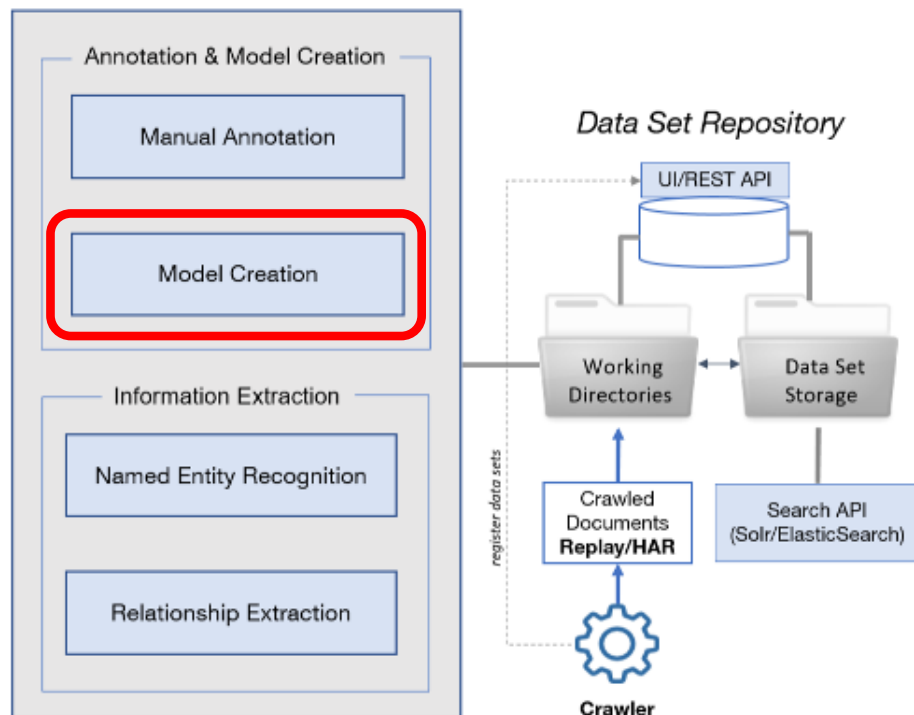 Annotation & Model Creation
Manual Annotation
Model Creation
Information Extraction
Named Entity Recognition
Relationship Extraction
Data Set Repository
UI/REST API
Working
Directories
Data Set
Storage
register data sets
Crawled
Documents
Replay/HAR
Search API
(Solr/ElasticSearch)
Crawler